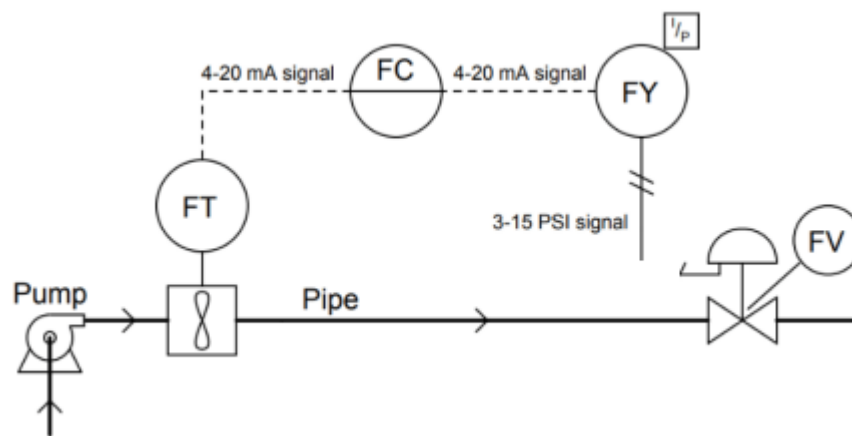 I/P
4-20 mA signal
FC
4-20 mA signal
FY
FT
3-15 PSI signal
FV
Pump
Pipe